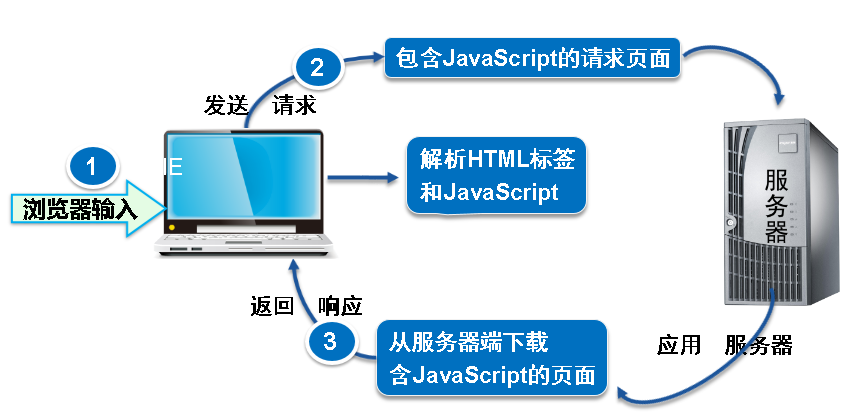 2
包含JavaScript的请求页面
发送 请求
1
IE
浏览器输入
解析HTML标签
和JavaScript
服务器
返回 响应
3
从服务器端下载
含JavaScript的页面
应用 服务器